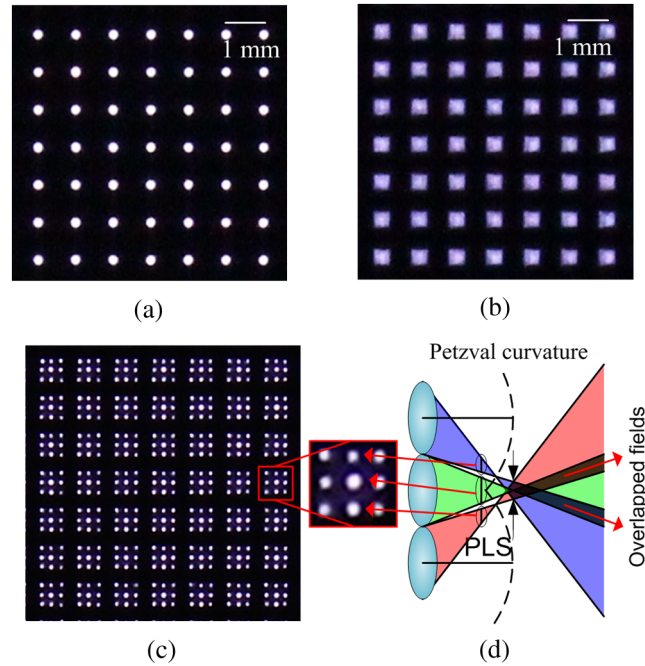 1 mm
1 mm
(a)
(b)
Petzval curvature
PLS
Overlapped fields
(c)
(d)